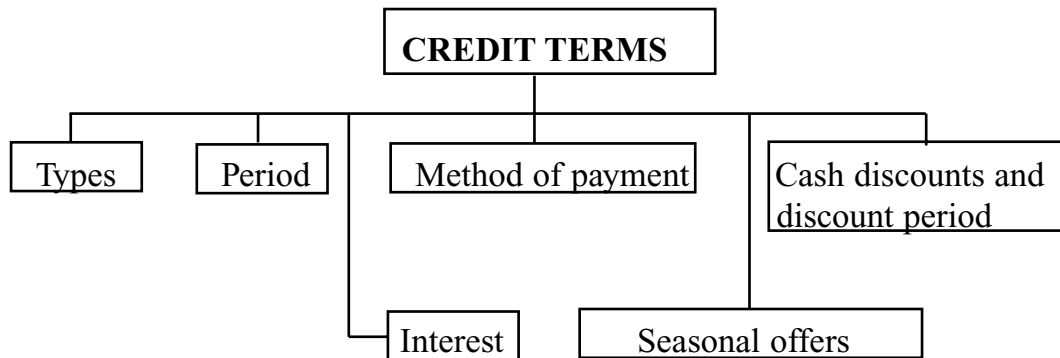 CREDIT TERMS
Types
Period
Method of payment
Cash discounts and
discount period
Interest
Seasonal offers